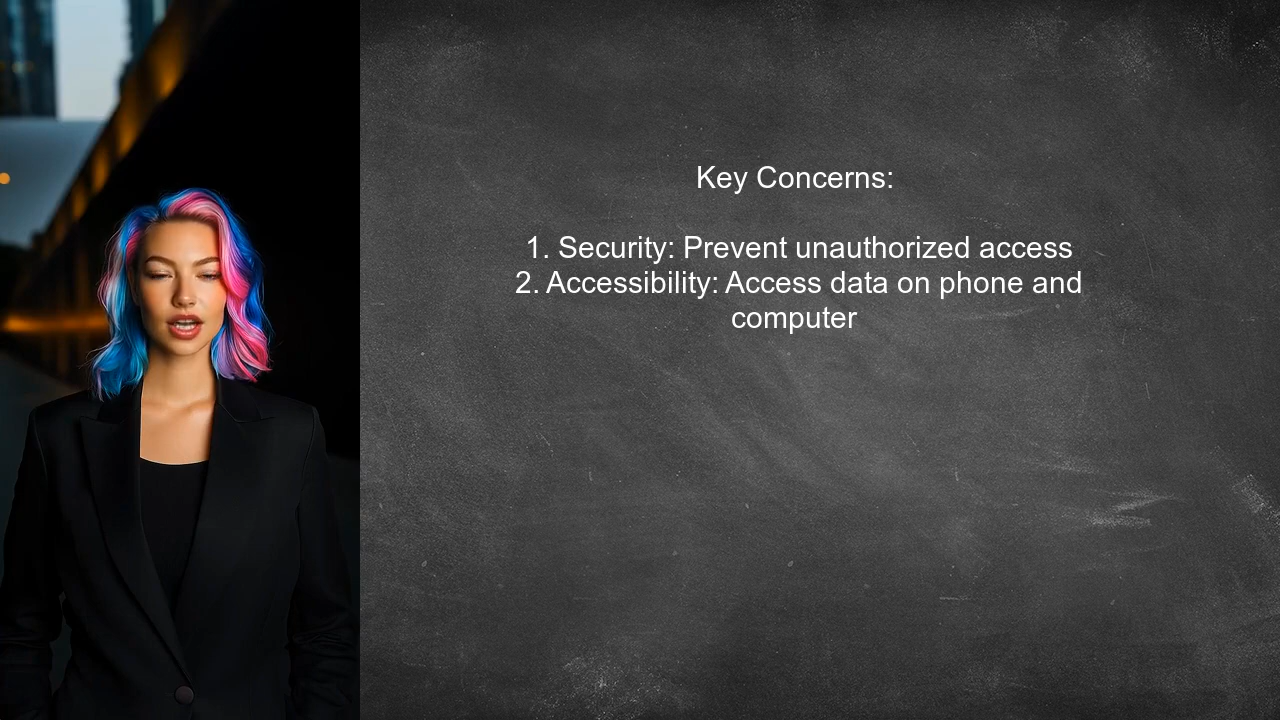 Key Concerns:
1. Security: Prevent unauthorized access
2. Accessibility: Access data on phone and
computer